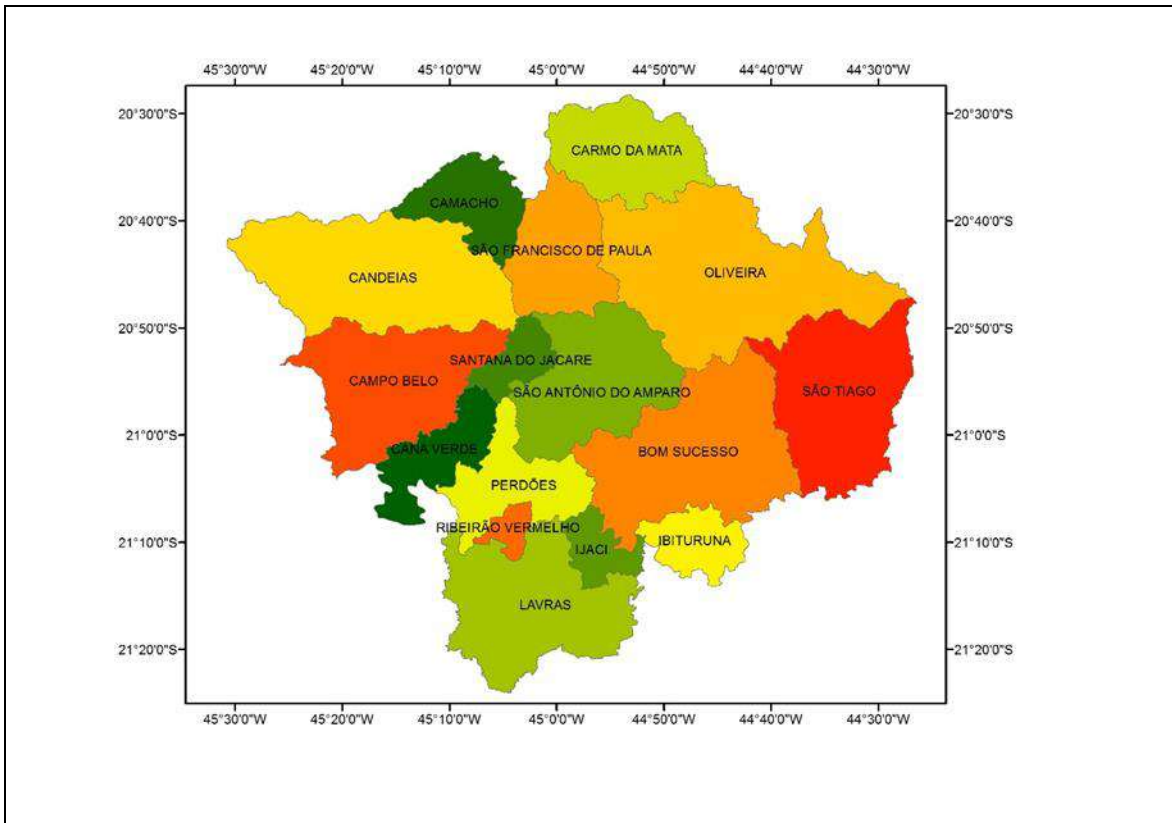 45°30'0"W 45°20'0"W 45°10'0"W 45°0'0"W 44°50'0"W 44°40'0"W 44°30'0"W
20°30'0"S 20°30'0"S
CARMO DA MATA
CAMACHO
20°40'0"S 20°40'0"S
SÃO FRANCISCO DE PAULA
OLIVEIRA
CANDEIAS
20°50'0"S 20°50'0"S
SANTANA DO JACARE
CAMPO BELO
SÃO ANTÔNIO DO AMPARO
SÃO TIAGO
21°0'0"S 21°0'0"S
CANA VERDE
BOM SUCESSO
PERDÕES
RIBEIRÃO VERMELHO
IBITURUNA
21°10'0"S 21°10'0"S
IJACI
LAVRAS
21°20'0"S 21°20'0"S
45°30'0"W 45°20'0"W 45°10'0"W 45°0'0"W 44°50'0"W 44°40'0"W 44°30'0"W